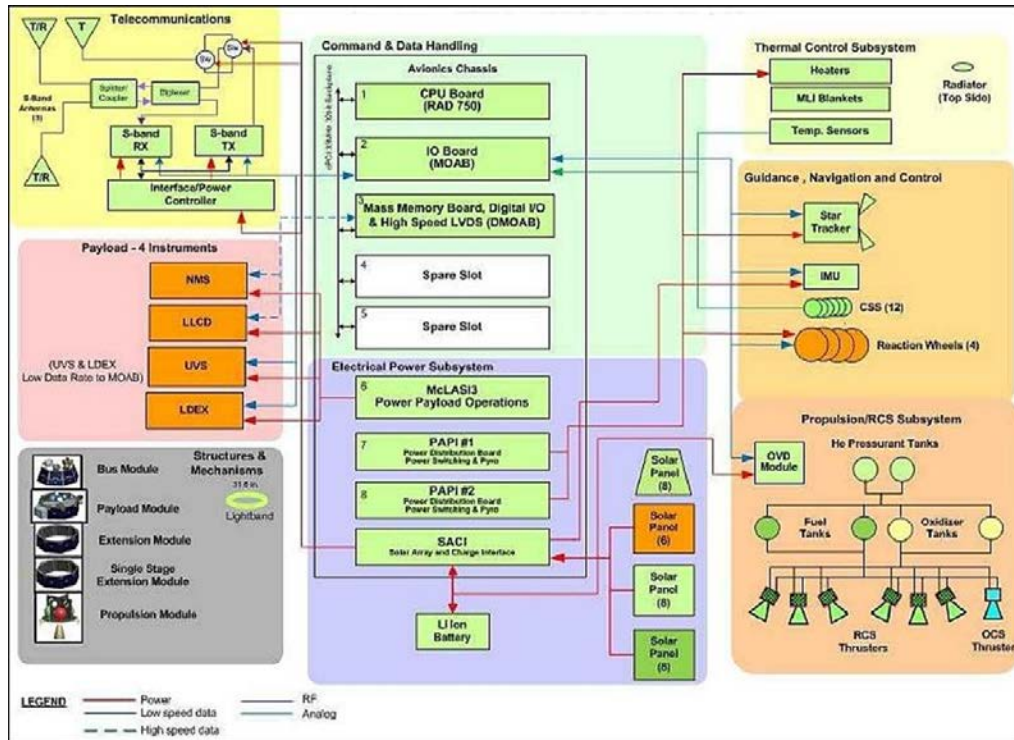 Telecommunications
T/R
T
SW
SW
Splitter/
Coupler
Diplexer
S-Band
Antennas
(3)
S-band
RX
S-band
TX
T/R
Interface/Power
Controller
Payload - 4 Instruments
NMS
LLCD
UVS
LDEX
(UVS & LDEX
Low Data Rate to MOAB)
Structures &
Mechanisms
Bus Module
Payload Module
Extension Module
Single Stage
Extension Module
Propulsion Module
Lightband
Command & Data Handling
Avionics Chassis
1
CPU Board
(RAD 750)
2
IO Board
(MOAB)
3
Mass Memory Board, Digital I/O
& High Speed LVDS (DMOAB)
4
Spare Slot
5
Spare Slot
Electrical Power Subsystem
6
McLASI3
Power Payload Operations
7
PAPI #1
Power Distribution Board
Power Switching & Pyro
8
PAPI #2
Power Distribution Board
Power Switching & Pyro
SACI
Solar Array and Charge Interface
Li Ion
Battery
Solar
Panel
(8)
Solar
Panel
(6)
Solar
Panel
(8)
Solar
Panel
Thermal Control Subsystem
Heaters
MLI Blankets
Temp. Sensors
Radiator
(Top Side)
Guidance , Navigation and Control
Star
Tracker
IMU
CSS (12)
Reaction Wheels (4)
Propulsion/RCS Subsystem
He Pressurant Tanks
OVD
Module
Fuel
Tanks
Oxidizer
Tanks
RCS
Thrusters
OCS
Thruster
LEGEND
Power
Low speed data
High speed data
RF
Analog